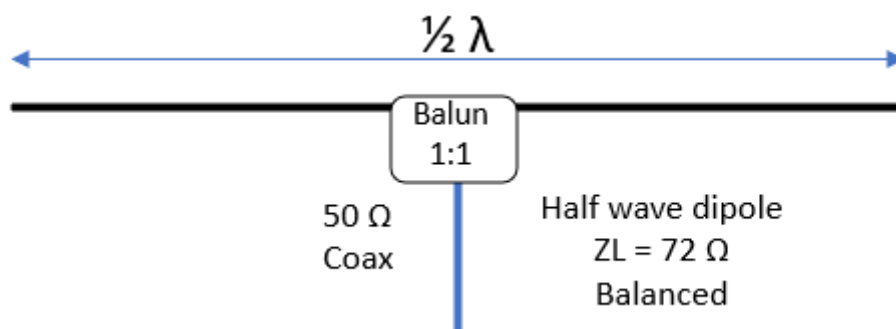 ½ λ
Balun
1:1
50 Ω
Coax
Half wave dipole
ZL = 72 Ω
Balanced